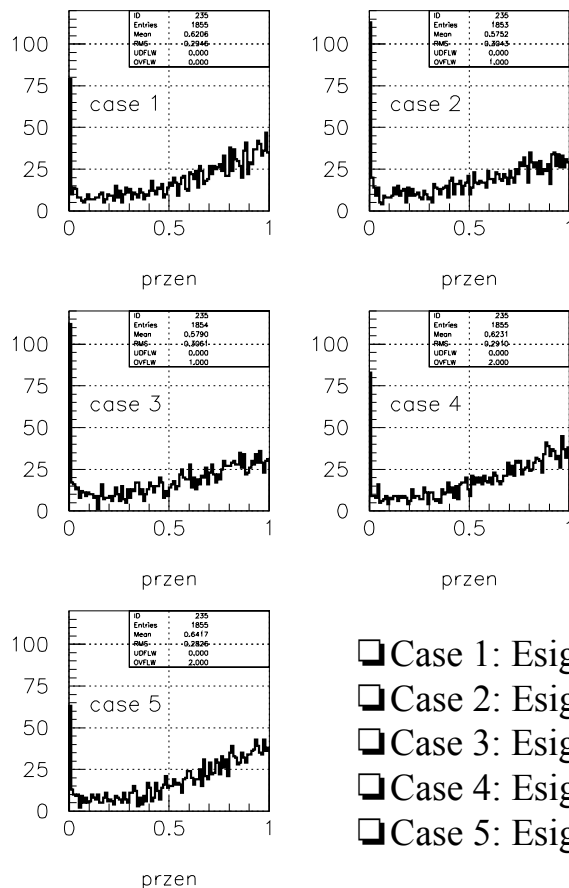 ID 235
Entries 1855
Mean 0.6206
RMS 0.2946
UDFLW 0.000
OVFLW 0.000
100
75
50
25
0
case 1
0 0.5 1
przen
ID 235
Entries 1853
Mean 0.5752
RMS 0.3043
UDFLW 0.000
OVFLW 1.000
100
75
50
25
0
case 2
0 0.5 1
przen
ID 235
Entries 1854
Mean 0.5790
RMS 0.3061
UDFLW 0.000
OVFLW 1.000
100
75
50
25
0
case 3
0 0.5 1
przen
ID 235
Entries 1855
Mean 0.6231
RMS 0.2910
UDFLW 0.000
OVFLW 2.000
100
75
50
25
0
case 4
0 0.5 1
przen
ID 235
Entries 1855
Mean 0.6417
RMS 0.2826
UDFLW 0.000
OVFLW 2.000
100
75
50
25
0
case 5
0 0.5 1
przen
❏Case 1: Esig
❏Case 2: Esig
❏Case 3: Esig
❏Case 4: Esig
❏Case 5: Esig